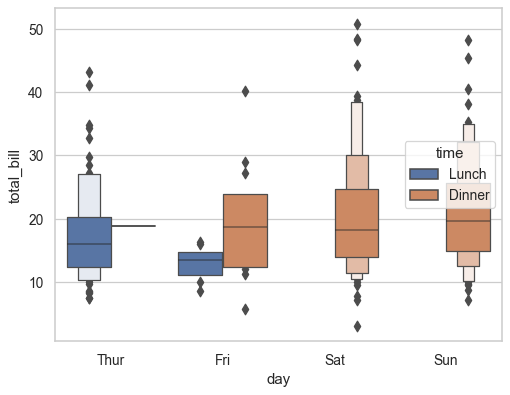 50
40
30
20
10
total_bill
time
Lunch
Dinner
Thur
Fri
Sat
Sun
day